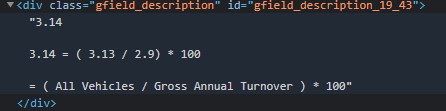 <div class="gfield_description" id="gfield_description_19_43">
"3.14
3.14 = ( 3.13 / 2.9) * 100
= ( All Vehicles / Gross Annual Turnover ) * 100"
</div>